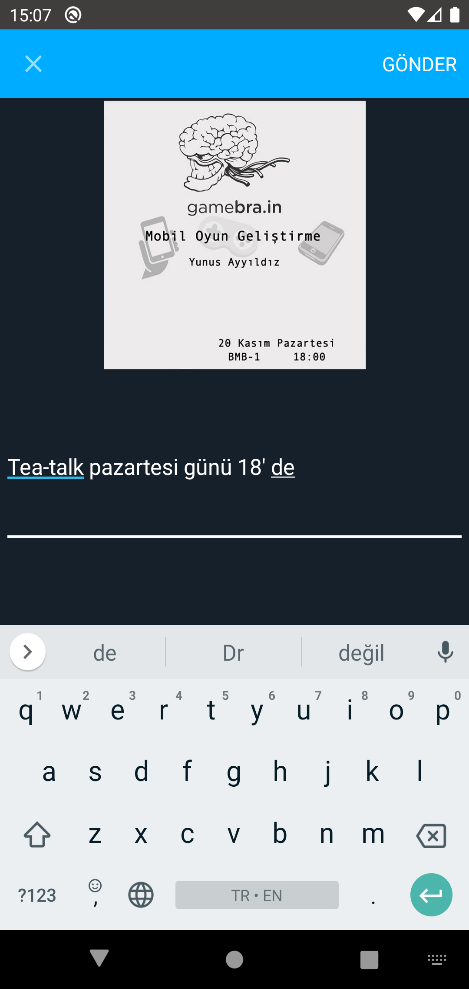 15:07
GÖNDER
gamebra.in
Mobil Oyun Geliştirme
Yunus Ayyıldız
20 Kasım Pazartesi
BMB-1 18:00
Tea-talk pazartesi günü 18' de
de Dr değil
1 2 3 4 5 6 7 8 9 0
q w e r t y u i o p
a s d f g h j k l
z x c v b n m
?123 , TR • EN .